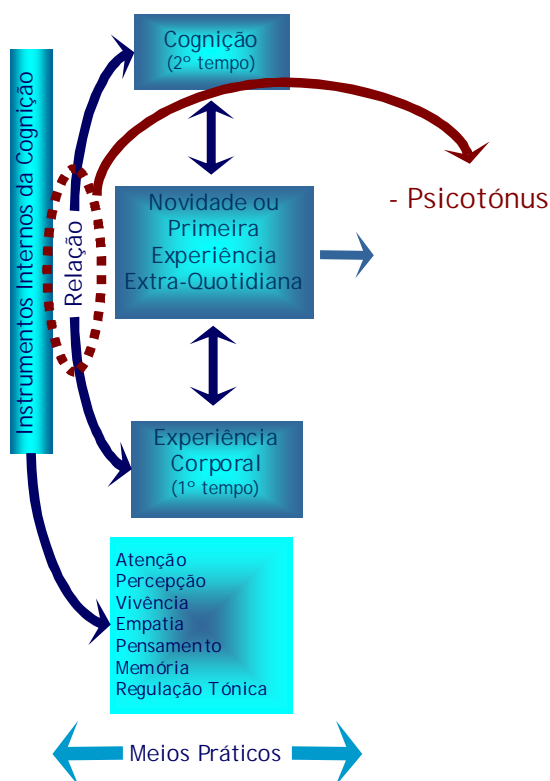 Cognição
(2º tempo)
Instrumentos Internos da Cognição
Relação
- Psicotónus
Novidade ou
Primeira
Experiência
Extra-Quotidiana
Experiência
Corporal
(1º tempo)
Atenção
Percepção
Vivência
Empatia
Pensamento
Memória
Regulação Tónica
Meios Práticos